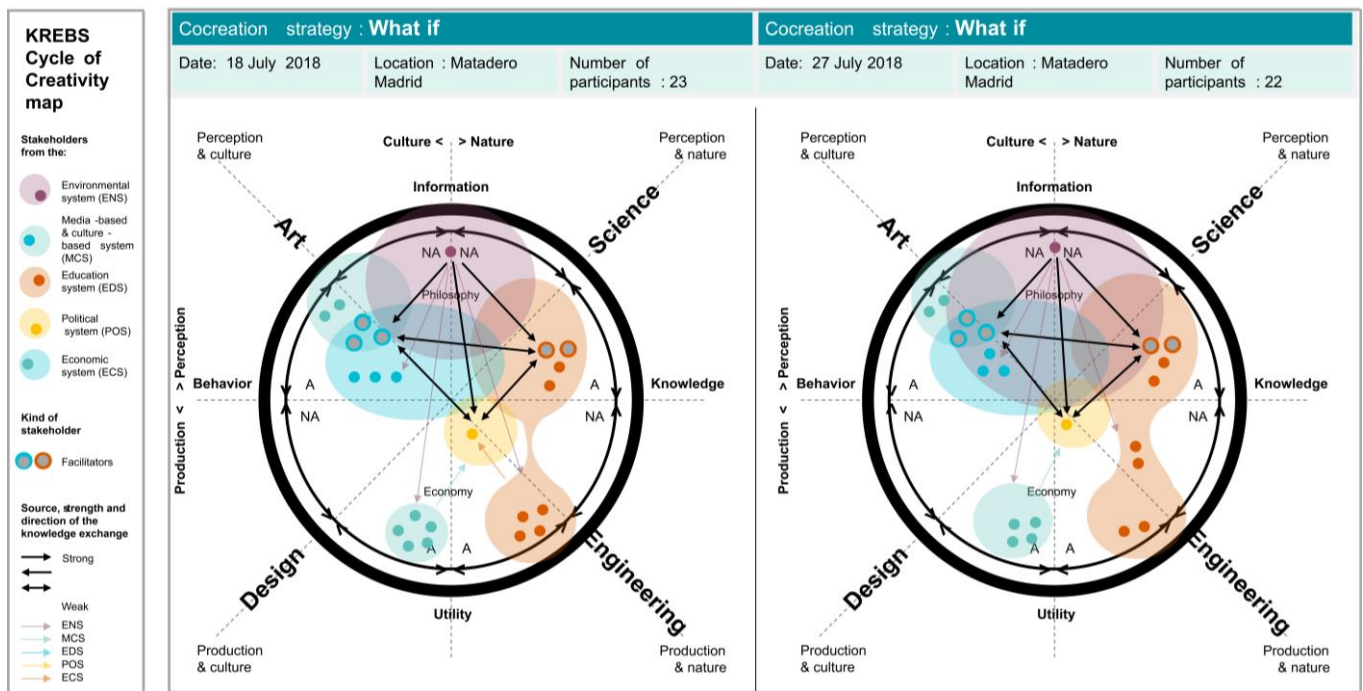 KREBS
Cycle of
Creativity
map
Stakeholders
from the:
Environmental
system (ENS)
Media -based
& culture -
based system
(MCS)
Education
system (EDS)
Political
system (POS)
Economic
system (ECS)
Kind of
stakeholder
Facilitators
Source, strength and
direction of the
knowledge exchange
Strong
Weak
ENS
MCS
EDS
POS
ECS
Cocreation strategy : What if
Date: 18 July 2018
Location : Matadero
Madrid
Number of
participants : 23
Perception
& culture
Culture < > Nature
Perception
& nature
Information
Art
Science
NA NA
Philosophy
Production < > Perception
Behavior
A
A
Knowledge
NA
NA
Economy
A A
Design
Engineering
Utility
Production
& culture
Production
& nature
Cocreation strategy : What if
Date: 27 July 2018
Location : Matadero
Madrid
Number of
participants : 22
Perception
& culture
Culture < > Nature
Perception
& nature
Information
Art
Science
NA NA
Philosophy
Production < > Perception
Behavior
A
A
Knowledge
NA
NA
Economy
A A
Design
Engineering
Utility
Production
& culture
Production
& nature